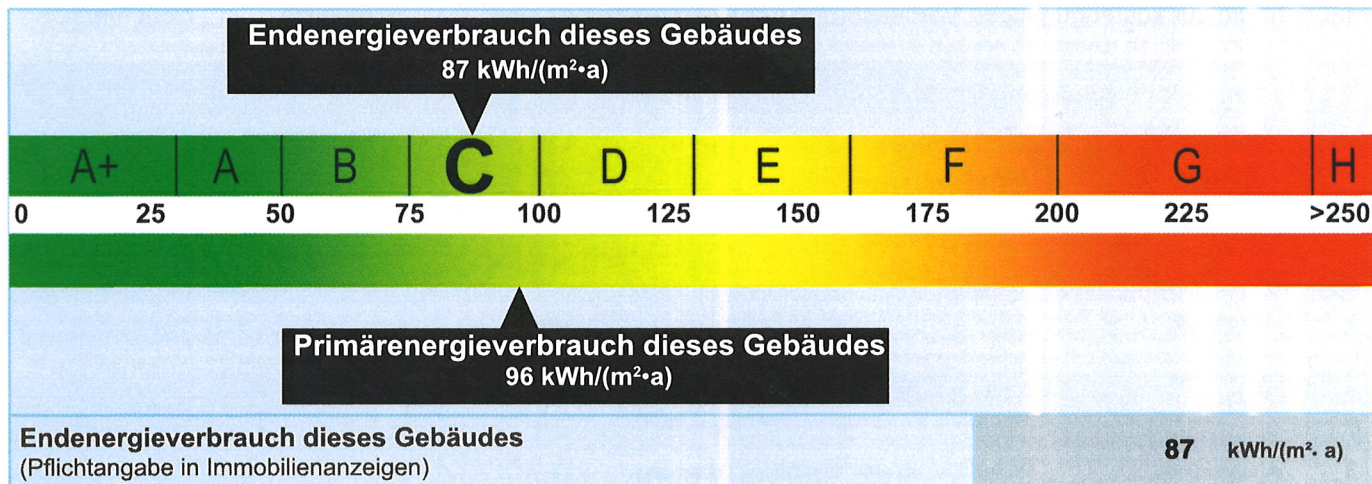 Endenergieverbrauch dieses Gebäudes
87 kWh/(m²•a)
A+ A B C D E F G H
0 25 50 75 100 125 150 175 200 225 >250
Primärenergieverbrauch dieses Gebäudes
96 kWh/(m²•a)
Endenergieverbrauch dieses Gebäudes
(Pflichtangabe in Immobilienanzeigen)
87 kWh/(m²· a)